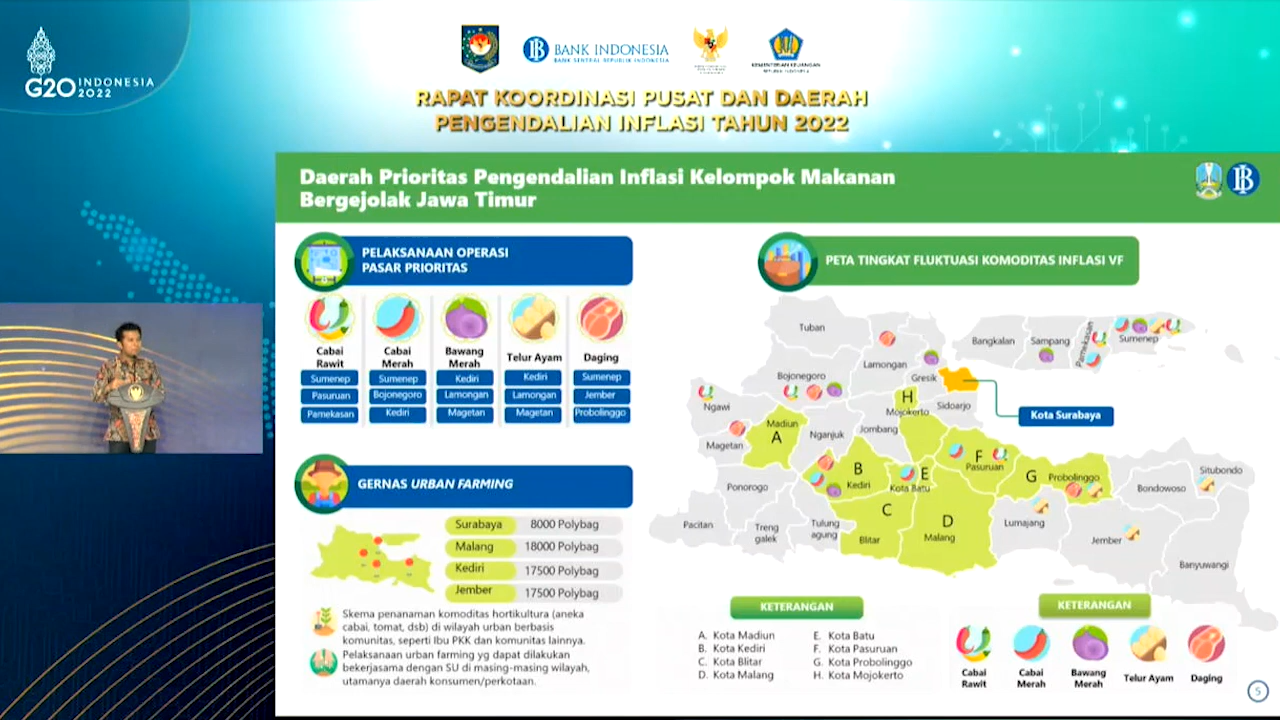 G20 INDONESIA
2022
BANK INDONESIA
BANK SENTRAL REPUBLIK INDONESIA
KEMENTERIAN KEUANGAN
REPUBLIK INDONESIA
RAPAT KOORDINASI PUSAT DAN DAERAH
PENGENDALIAN INFLASI TAHUN 2022
Daerah Prioritas Pengendalian Inflasi Kelompok Makanan
Bergejolak Jawa Timur
PELAKSANAAN OPERASI
PASAR PRIORITAS
Cabai
Rawit
Sumenep
Pasuruan
Pamekasan
Cabai
Merah
Sumenep
Bojonegoro
Kediri
Bawang
Merah
Kediri
Lamongan
Magetan
Telur Ayam
Kediri
Lamongan
Magetan
Daging
Sumenep
Jember
Probolinggo
GERNAS URBAN FARMING
Surabaya 8000 Polybag
Malang 18000 Polybag
Kediri 17500 Polybag
Jember 17500 Polybag
Skema penanaman komoditas hortikultura (aneka
cabai, tomat, dsb) di wilayah urban berbasis
komunitas, seperti Ibu PKK dan komunitas lainnya.
Pelaksanaan urban farming yg dapat dilakukan
bekerjasama dengan SU di masing-masing wilayah,
utamanya daerah konsumen/perkotaan.
PETA TINGKAT FLUKTUASI KOMODITAS INFLASI VF
Tuban
Lamongan
Gresik
Bangkalan
Sampang
Pamekasan
Sumenep
Bojonegoro
Ngawi
H
Mojokerto
Sidoarjo
Kota Surabaya
Madiun
A
Magetan
Nganjuk
Jombang
B
Kediri
E
Kota Batu
F
Pasuruan
G
Probolinggo
Situbondo
Bondowoso
Ponorogo
Pacitan
Treng
galek
Tulung
agung
C
Blitar
D
Malang
Lumajang
Jember
Banyuwangi
KETERANGAN
A. Kota Madiun
B. Kota Kediri
C. Kota Blitar
D. Kota Malang
E. Kota Batu
F. Kota Pasuruan
G. Kota Probolinggo
H. Kota Mojokerto
KETERANGAN
Cabai
Rawit
Cabai
Merah
Bawang
Merah
Telur Ayam
Daging
5